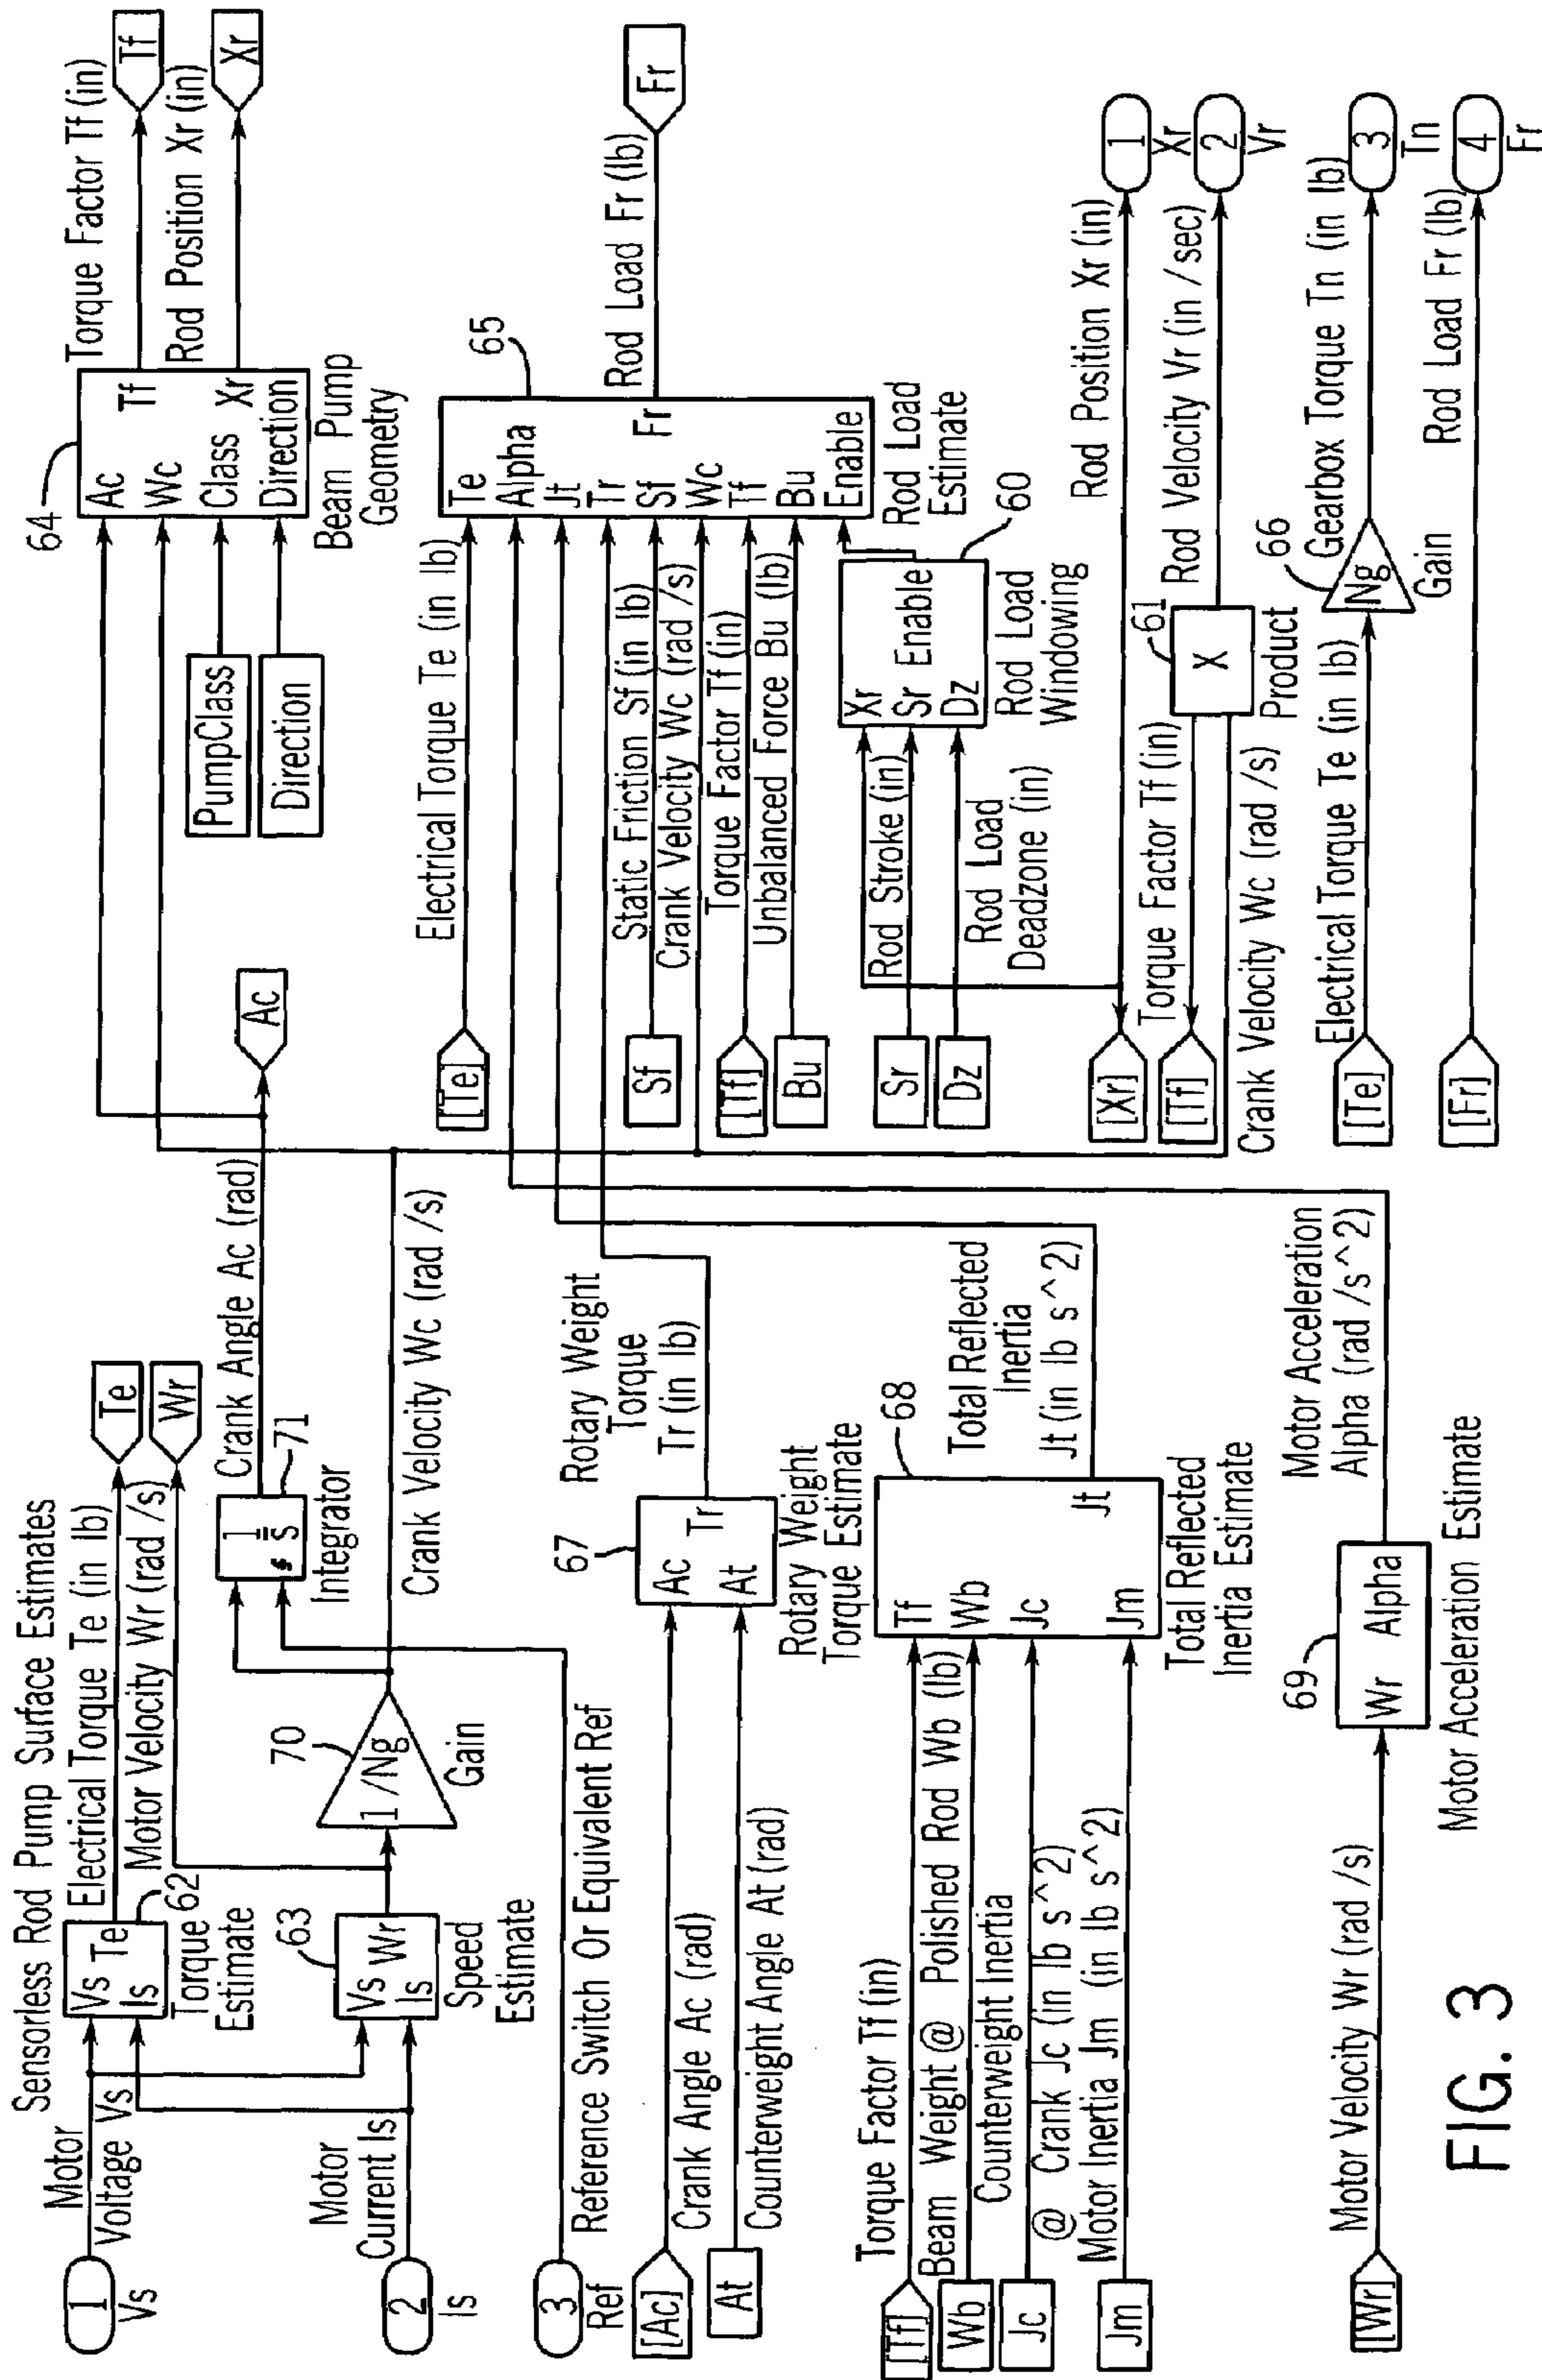 Sensorless Rod Pump Surface Estimates
1
Vs
Motor
Voltage Vs
2
Is
Motor
Current Is
3
Ref
Reference Switch Or Equivalent Ref
Vs
Is
Te
62
Torque
Estimate
Electrical Torque Te (in lb)
Te
Vs
Is
Wr
63
Speed
Estimate
Motor Velocity Wr (rad /s)
Wr
1 /Ng
70
Gain
1
s
71
Integrator
Crank Angle Ac (rad)
Ac
Crank Velocity Wc (rad /s)
[Ac]
Crank Angle Ac (rad)
At
Counterweight Angle At (rad)
Ac
At
Tr
67
Rotary Weight
Torque Estimate
Rotary Weight
Torque
Tr (in lb)
[Tf]
Torque Factor Tf (in)
Wb
Beam Weight @ Polished Rod Wb (lb)
Jc
Counterweight Inertia
@ Crank Jc (in lb s^2)
Jm
Motor Inertia Jm (in lb s^2)
Tf
Wb
Jc
Jm
Jt
68
Total Reflected
Inertia Estimate
Total Reflected
Inertia
Jt (in lb s^2)
[Wr]
Motor Velocity Wr (rad /s)
Wr
Alpha
69
Motor Acceleration Estimate
Motor Acceleration
Alpha (rad /s^2)
PumpClass
Direction
Ac
Wc
Class
Direction
Tf
Xr
64
Beam Pump
Geometry
Torque Factor Tf (in)
Tf
Rod Position Xr (in)
Xr
[Te]
Electrical Torque Te (in lb)
Sf
Static Friction Sf (in lb)
Crank Velocity Wc (rad /s)
[Tf]
Torque Factor Tf (in)
Bu
Unbalanced Force Bu (lb)
Te
Alpha
Jt
Tr
Sf
Wc
Tf
Bu
Enable
Fr
65
Rod Load
Estimate
Rod Load Fr (lb)
Fr
Sr
Rod Stroke (in)
Dz
Rod Load
Deadzone (in)
Xr
Sr
Dz
Enable
60
Rod Load
Windowing
[Xr]
Rod Position Xr (in)
1
Xr
[Tf]
Torque Factor Tf (in)
Crank Velocity Wc (rad /s)
X
61
Product
Rod Velocity Vr (in /sec)
2
Vr
[Te]
Electrical Torque Te (in lb)
Ng
66
Gain
Gearbox Torque Tn (in lb)
3
Tn
[Fr]
Rod Load Fr (lb)
4
Fr
FIG. 3